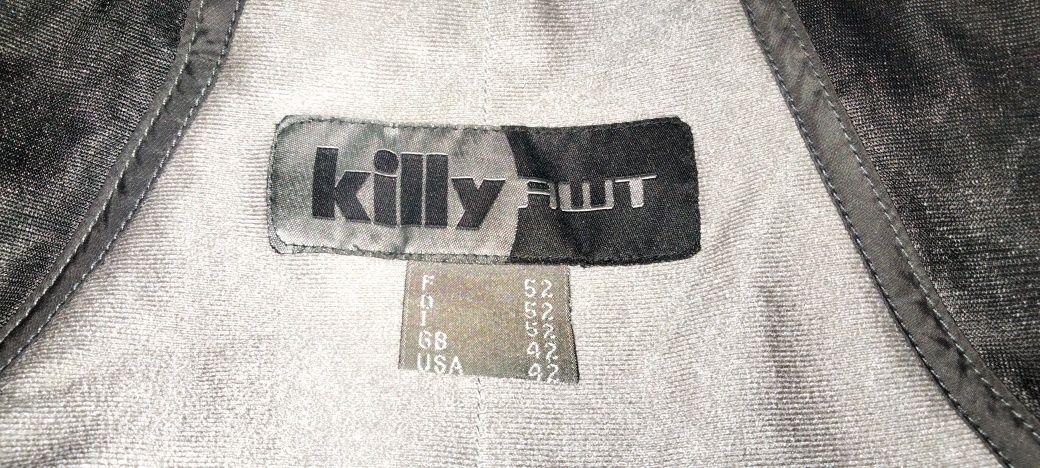 killy AWT
F 52
D 52
I 52
GB 42
USA 42